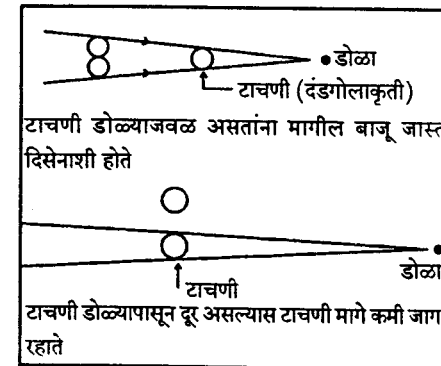 डोळा
टाचणी (दंडगोलाकृती)
टाचणी डोळ्याजवळ असतांना मागील बाजू जास्त
दिसेनाशी होते
डोळा
टाचणी
टाचणी डोळ्यापासून दूर असल्यास टाचणी मागे कमी जाग
रहाते